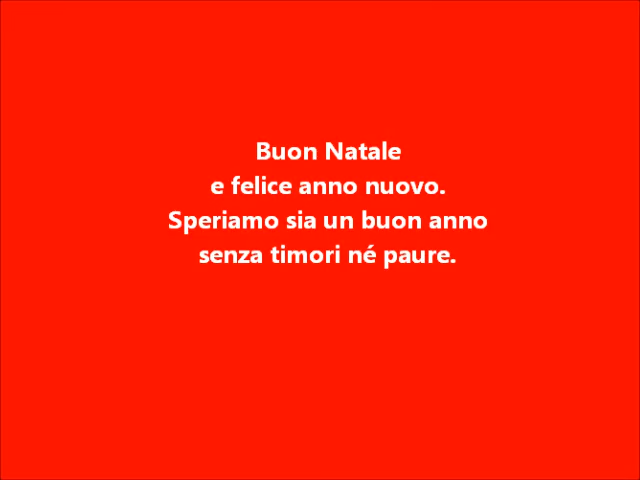 Buon Natale
e felice anno nuovo.
Speriamo sia un buon anno
senza timori né paure.